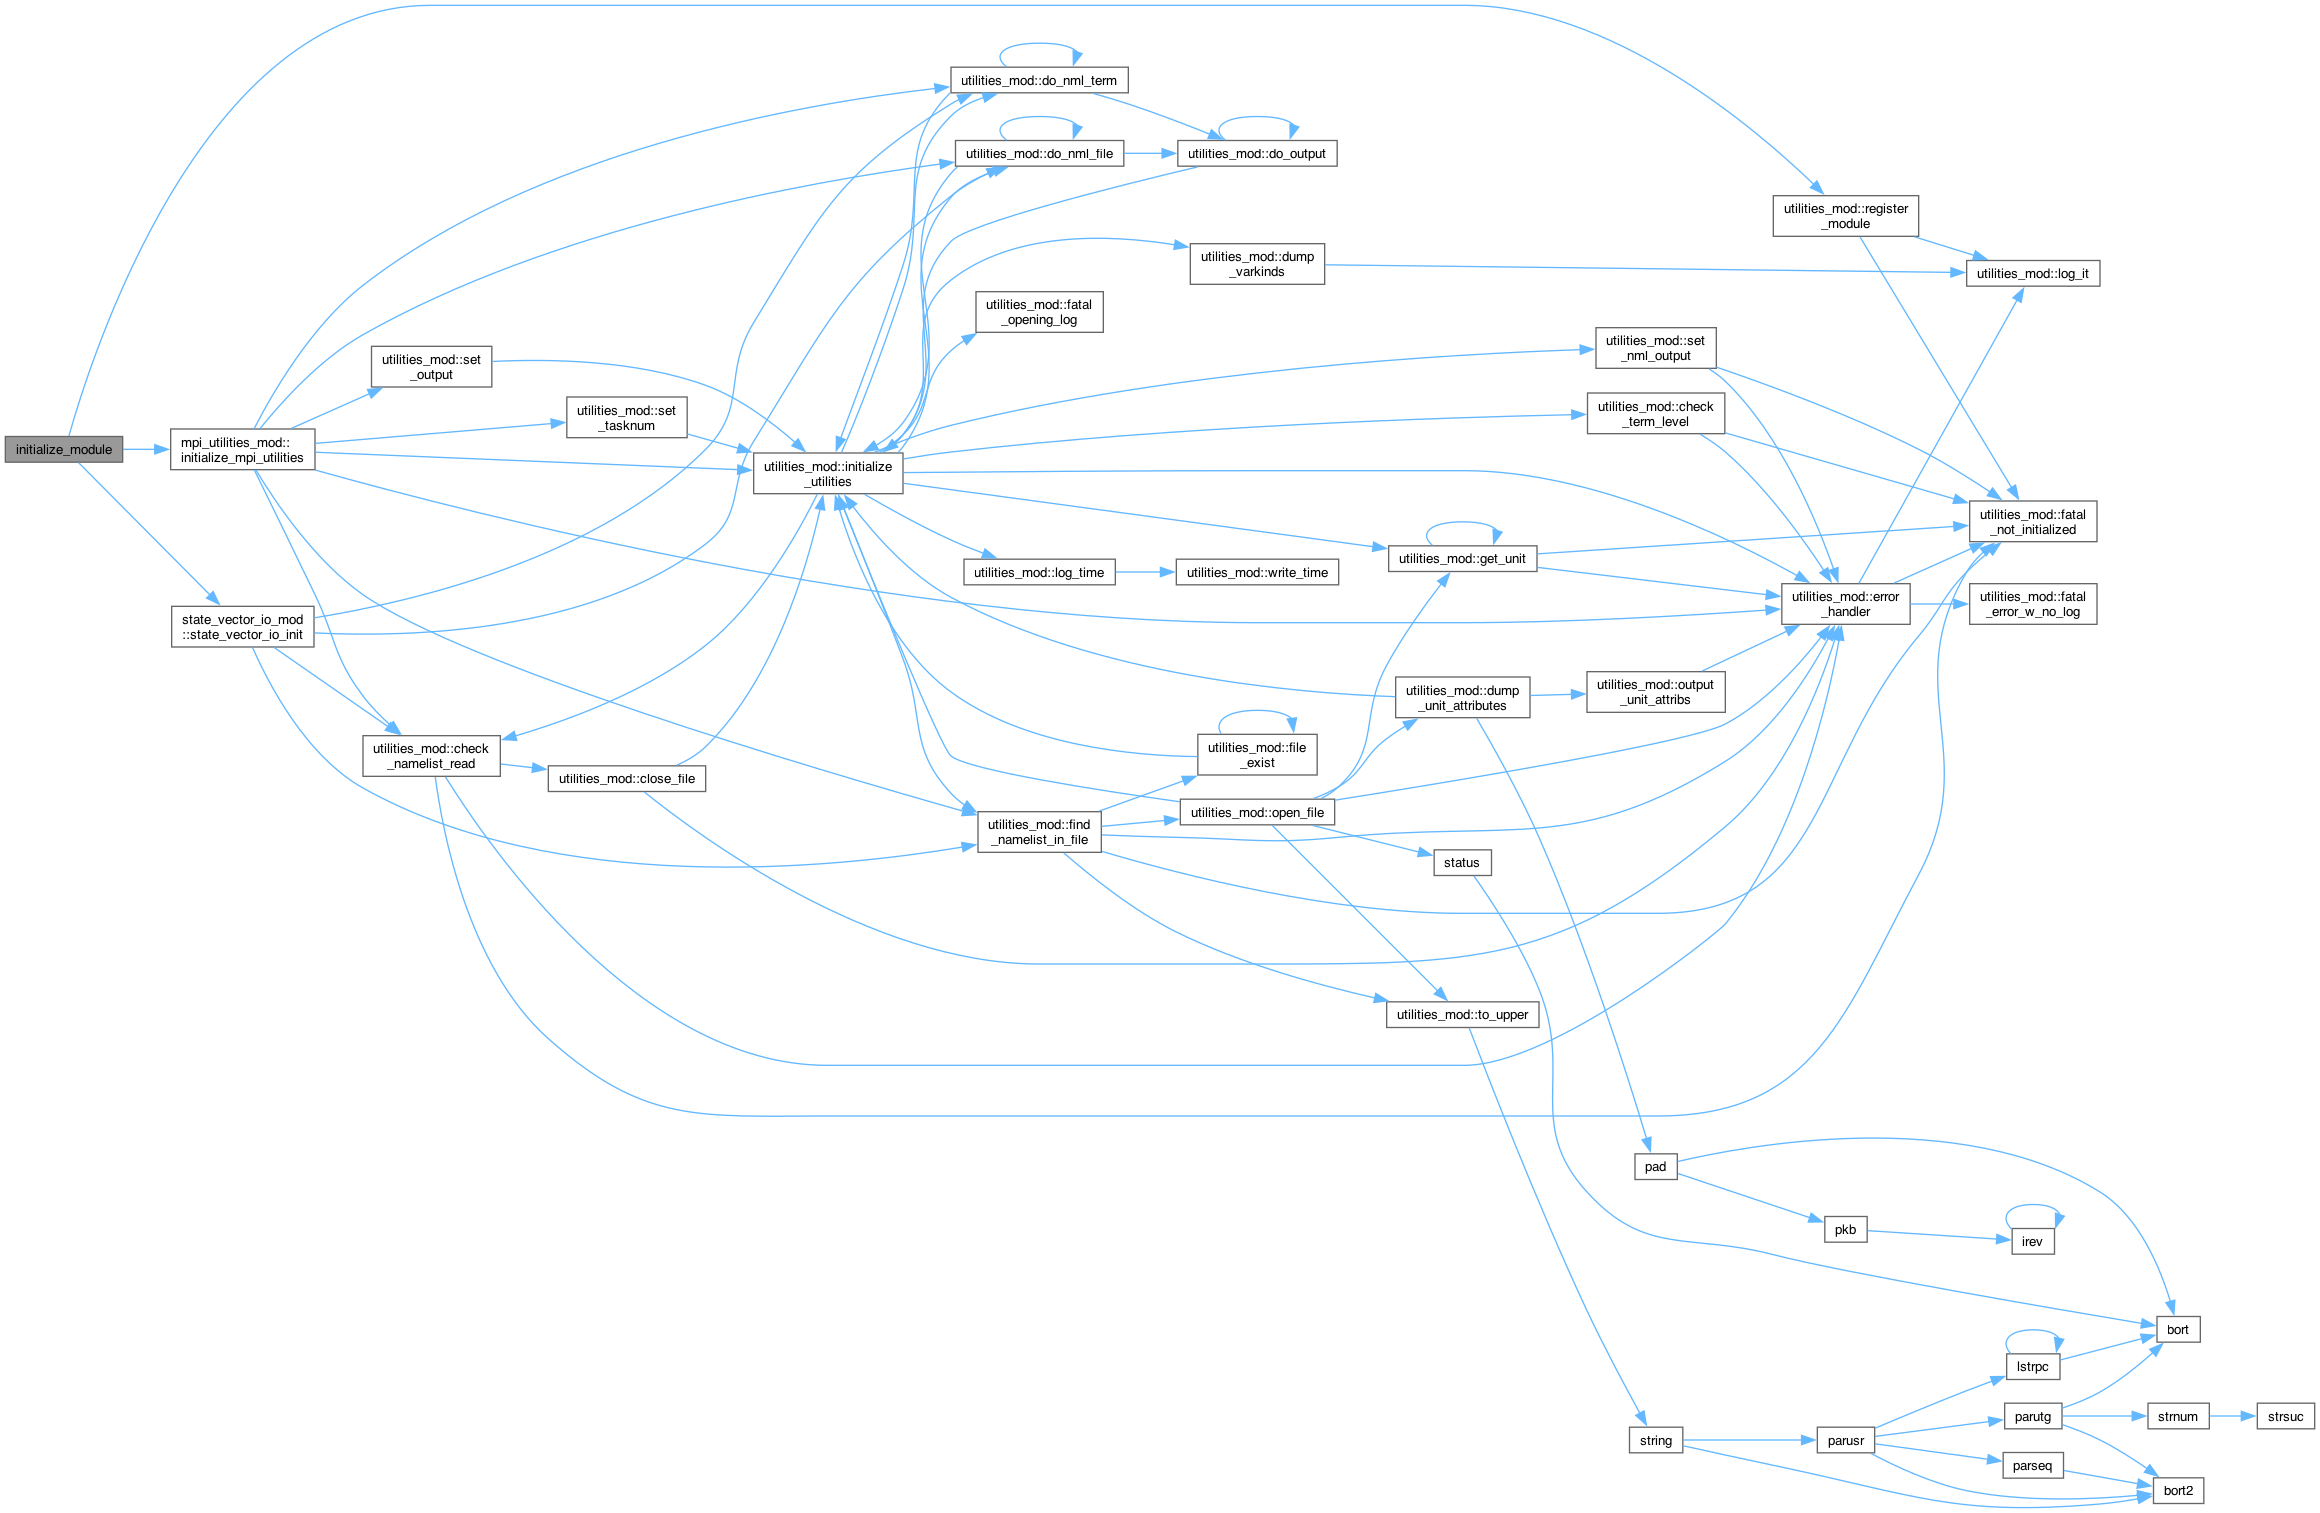 initialize_module
mpi_utilities_mod::
initialize_mpi_utilities
state_vector_io_mod
::state_vector_io_init
utilities_mod::set
_output
utilities_mod::check
_namelist_read
utilities_mod::set
_tasknum
utilities_mod::close_file
utilities_mod::initialize
_utilities
utilities_mod::do_nml_term
utilities_mod::do_nml_file
utilities_mod::fatal
_opening_log
utilities_mod::log_time
utilities_mod::find
_namelist_in_file
utilities_mod::do_output
utilities_mod::dump
_varkinds
utilities_mod::write_time
utilities_mod::file
_exist
utilities_mod::open_file
utilities_mod::get_unit
utilities_mod::dump
_unit_attributes
status
utilities_mod::to_upper
utilities_mod::set
_nml_output
utilities_mod::check
_term_level
utilities_mod::output
_unit_attribs
pad
string
utilities_mod::register
_module
utilities_mod::error
_handler
pkb
parusr
utilities_mod::log_it
utilities_mod::fatal
_not_initialized
utilities_mod::fatal
_error_w_no_log
irev
lstrpc
parutg
parseq
bort
strnum
bort2
strsuc